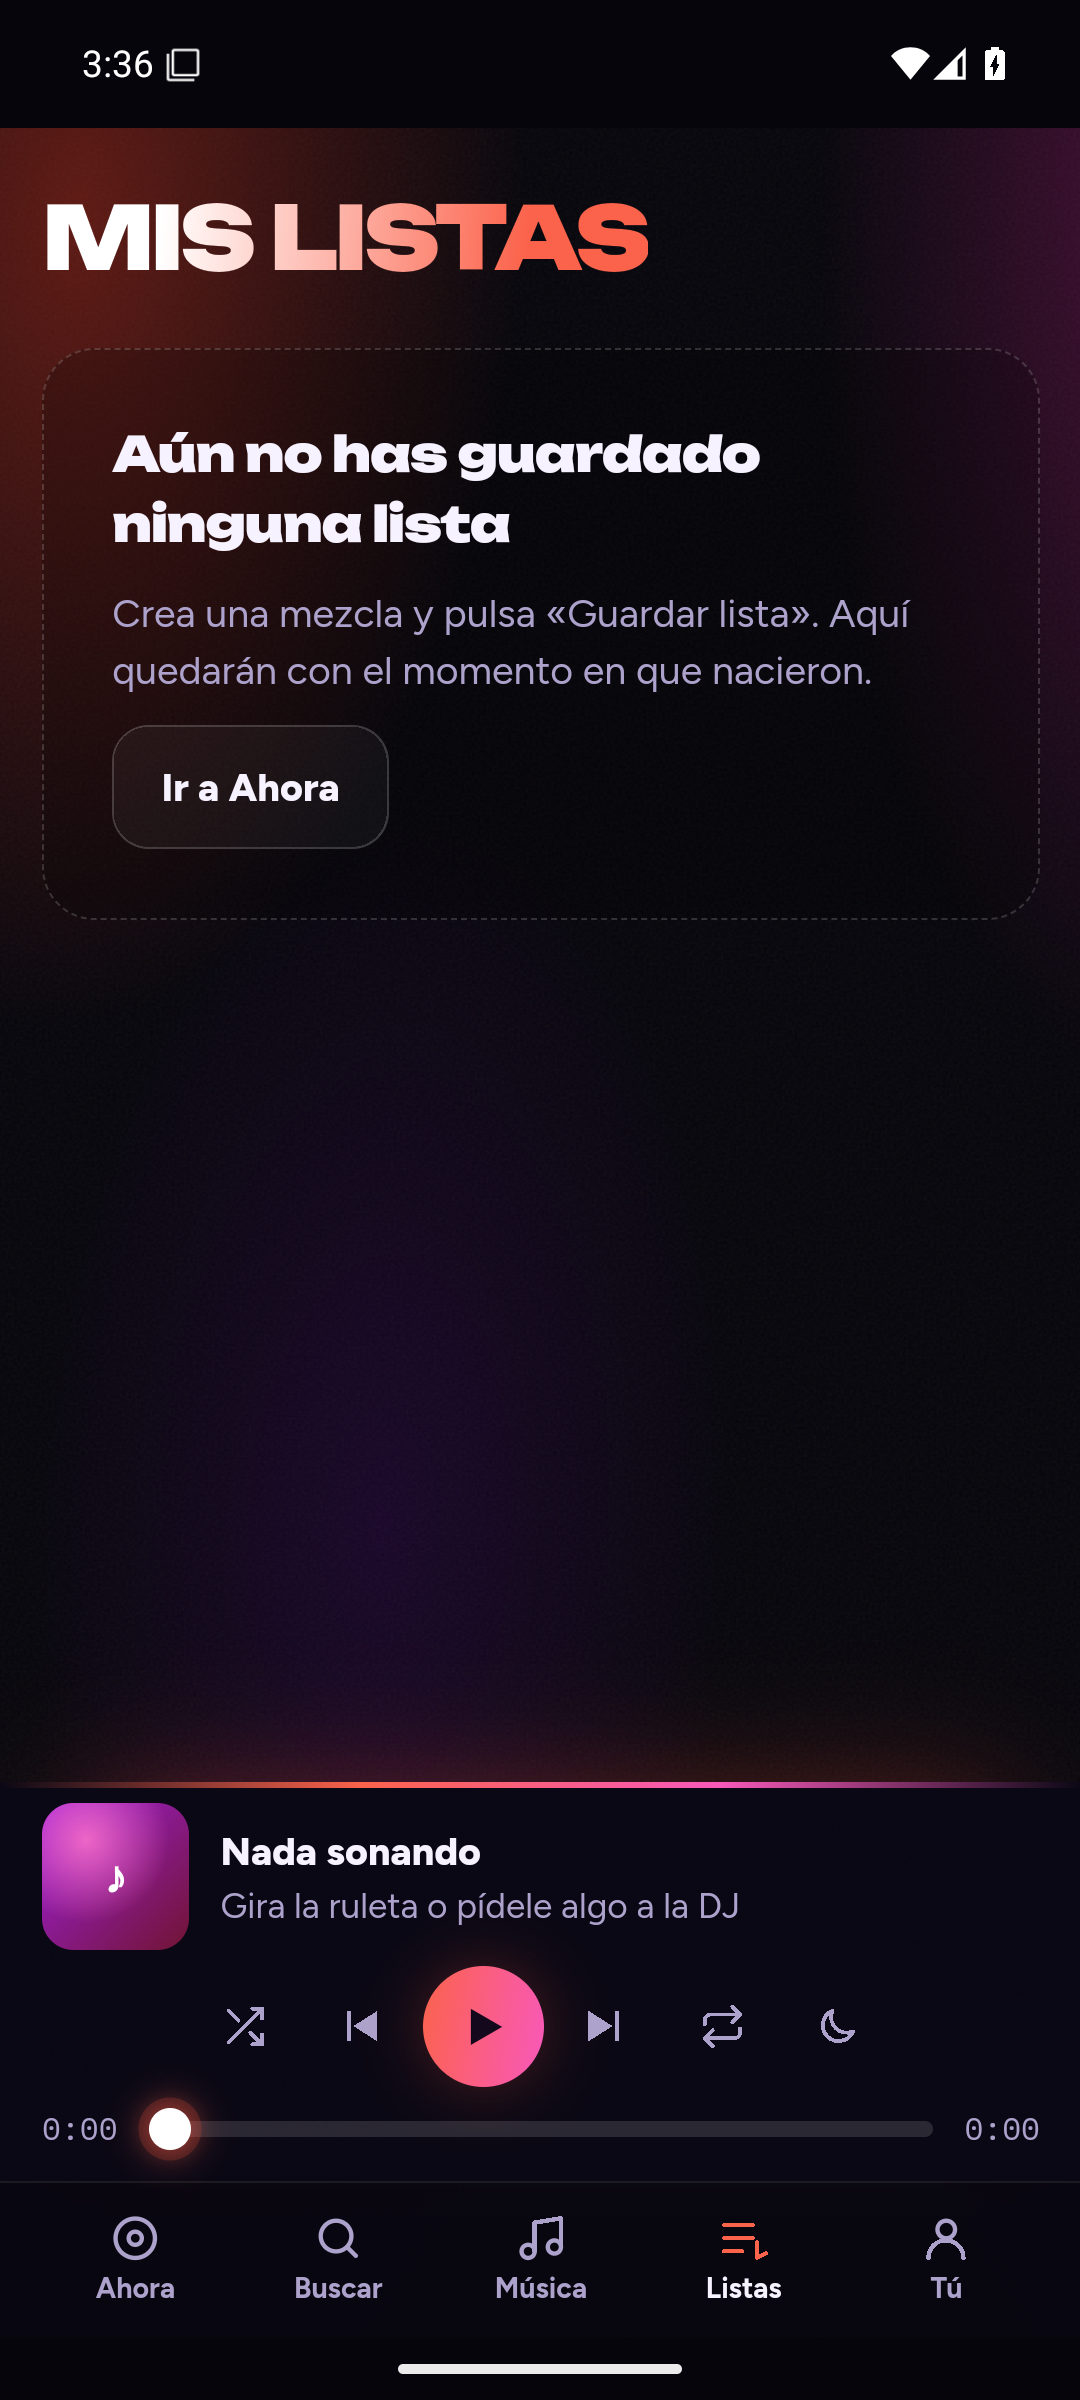 3:36
MIS LISTAS
Aún no has guardado
ninguna lista
Crea una mezcla y pulsa «Guardar lista». Aquí
quedarán con el momento en que nacieron.
Ir a Ahora
Nada sonando
Gira la ruleta o pídele algo a la DJ
0:00
0:00
Ahora
Buscar
Música
Listas
Tú